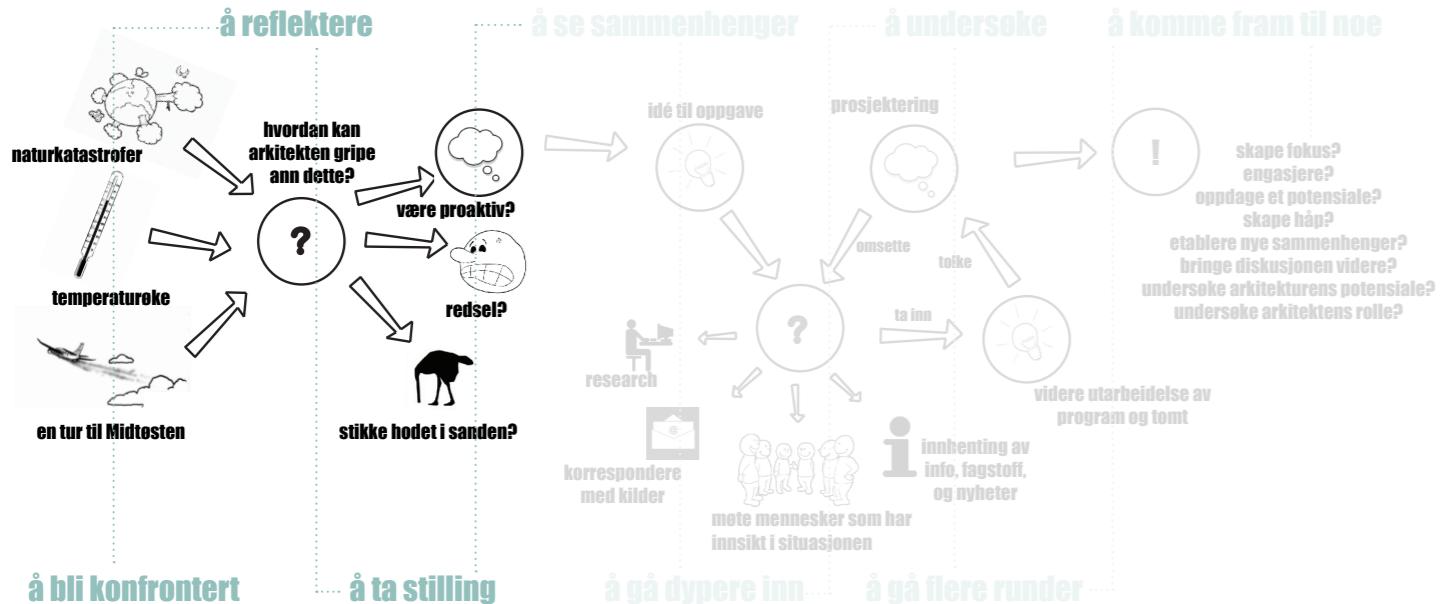 å reflektere
å se sammenhenger
å undersøke
å komme fram til noe
naturkatastrofer
temperaturøke
en tur til Midtøsten
hvordan kan
arkitekten gripe
ann dette?
?
være proaktiv?
redsel?
stikke hodet i sanden?
idé til oppgave
prosjektering
omsette
tolke
?
ta inn
research
@
korrespondere
med kilder
møte mennesker som har
innsikt i situasjonen
i
innhenting av
info, fagstoff,
og nyheter
videre utarbeidelse av
program og tomt
!
skape fokus?
engasjere?
oppdage et potensiale?
skape håp?
etablere nye sammenhenger?
bringe diskusjonen videre?
undersøke arkitekturens potensiale?
undersøke arkitektens rolle?
å bli konfrontert
å ta stilling
å gå dypere inn
å gå flere runder